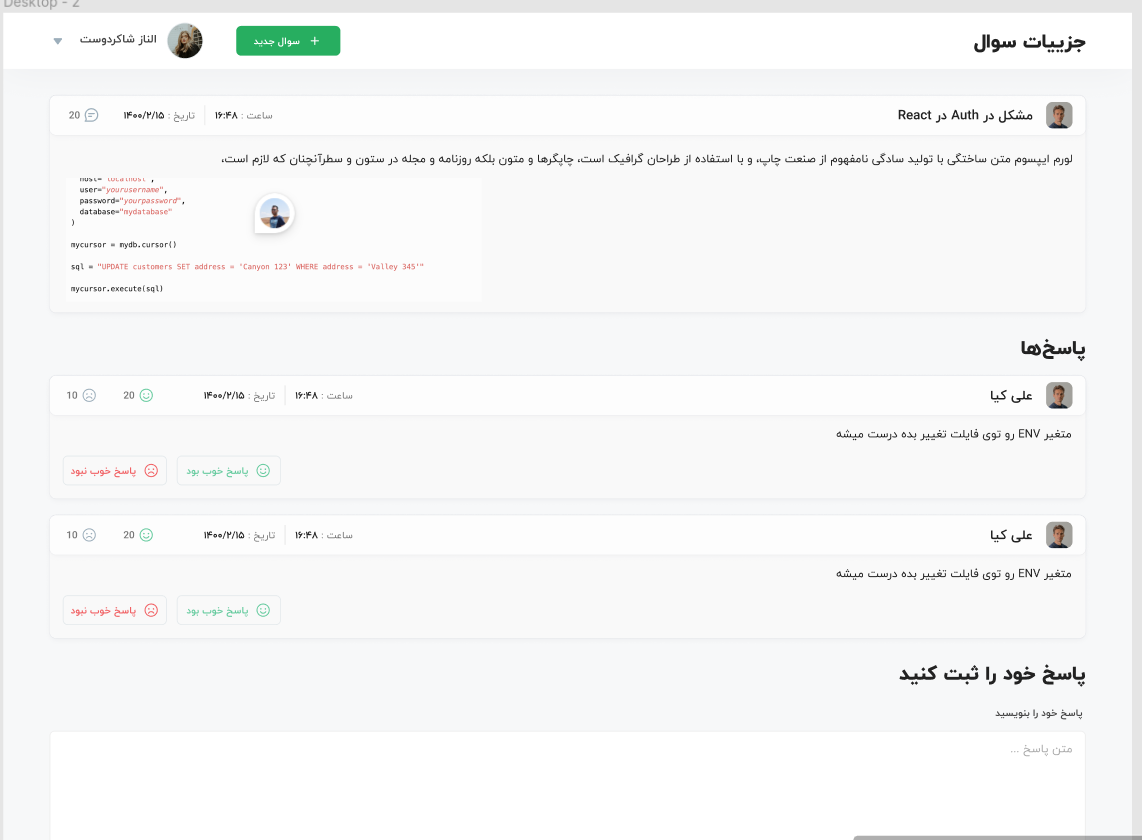 Desktop - 2
جزییات سوال
+ سوال جدید
الناز شاکردوست
مشکل در Auth در React
ساعت : ۱۶:۴۸
تاریخ : ۱۴۰۰/۲/۱۵
20
لورم ایپسوم متن ساختگی با تولید سادگی نامفهوم از صنعت چاپ، و با استفاده از طراحان گرافیک است، چاپگرها و متون بلکه روزنامه و مجله در ستون و سطرآنچنان که لازم است،
host="localhost",
user="yourusername",
password="yourpassword",
database="mydatabase"
)
mycursor = mydb.cursor()
sql = "UPDATE customers SET address = 'Canyon 123' WHERE address = 'Valley 345'"
mycursor.execute(sql)
پاسخ‌ها
علی کیا
ساعت : ۱۶:۴۸
تاریخ : ۱۴۰۰/۲/۱۵
20
10
متغیر ENV رو توی فایلت تغییر بده درست میشه
پاسخ خوب بود
پاسخ خوب نبود
علی کیا
ساعت : ۱۶:۴۸
تاریخ : ۱۴۰۰/۲/۱۵
20
10
متغیر ENV رو توی فایلت تغییر بده درست میشه
پاسخ خوب بود
پاسخ خوب نبود
پاسخ خود را ثبت کنید
پاسخ خود را بنویسید
متن پاسخ ...